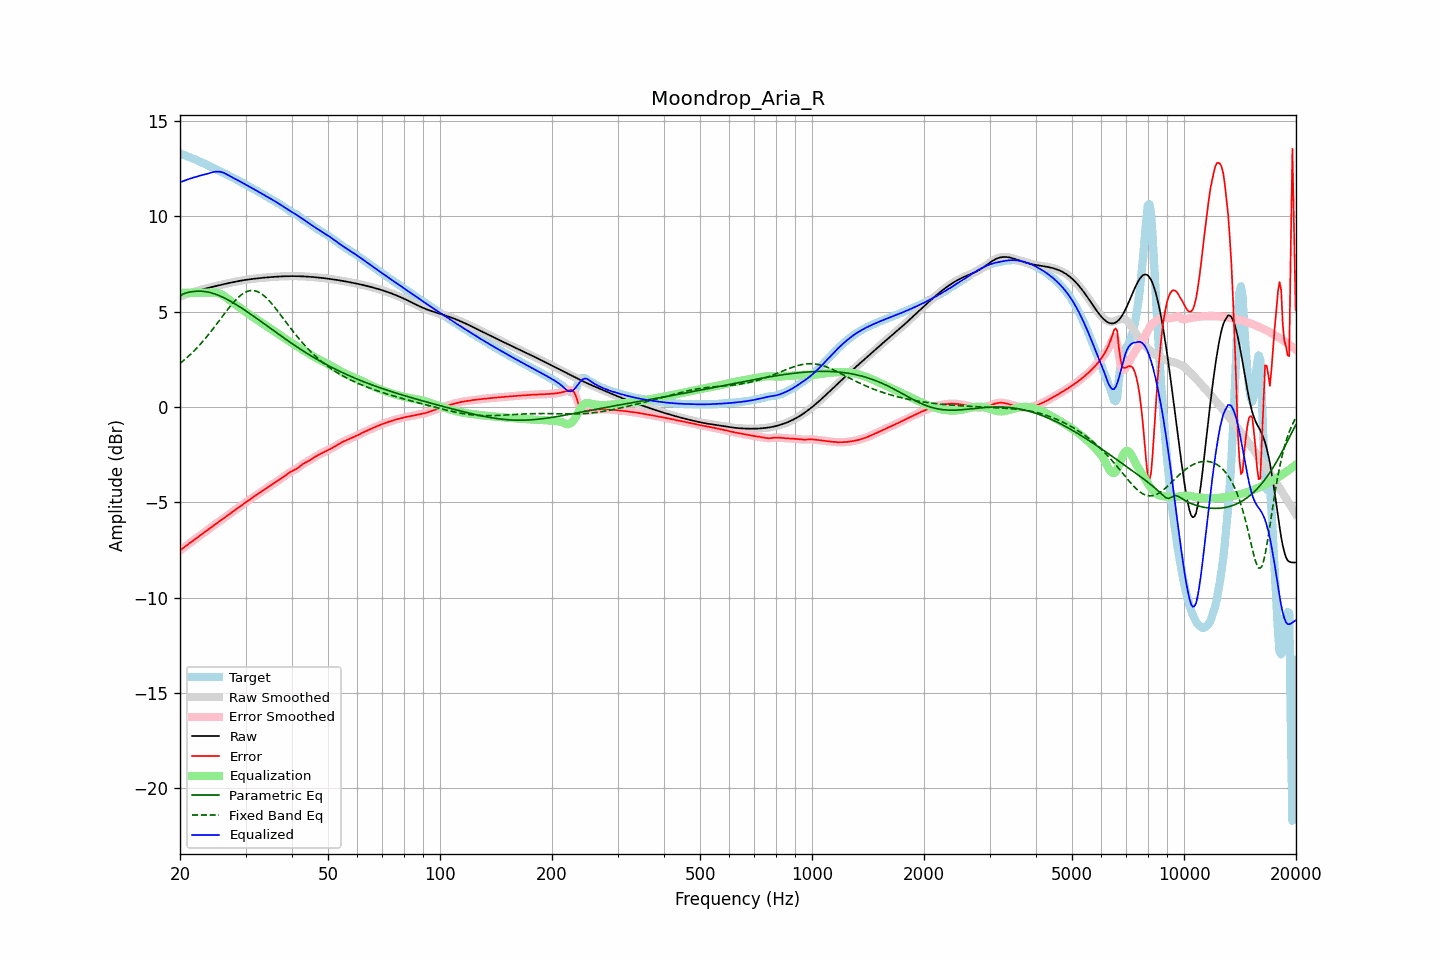 Moondrop_Aria_R
15
10
5
0
−5
−10
−15
−20
Amplitude (dBr)
Target
Raw Smoothed
Error Smoothed
Raw
Error
Equalization
Parametric Eq
Fixed Band Eq
Equalized
20 50 100 200 500 1000 2000 5000 10000 20000
Frequency (Hz)